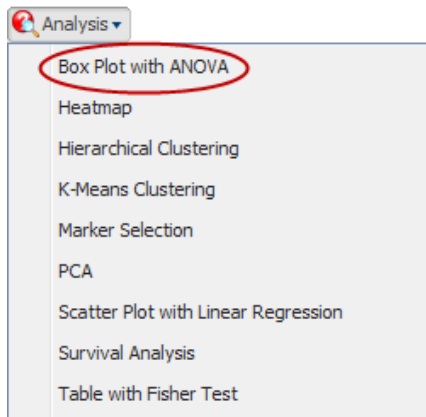 Analysis
Box Plot with ANOVA
Heatmap
Hierarchical Clustering
K-Means Clustering
Marker Selection
PCA
Scatter Plot with Linear Regression
Survival Analysis
Table with Fisher Test